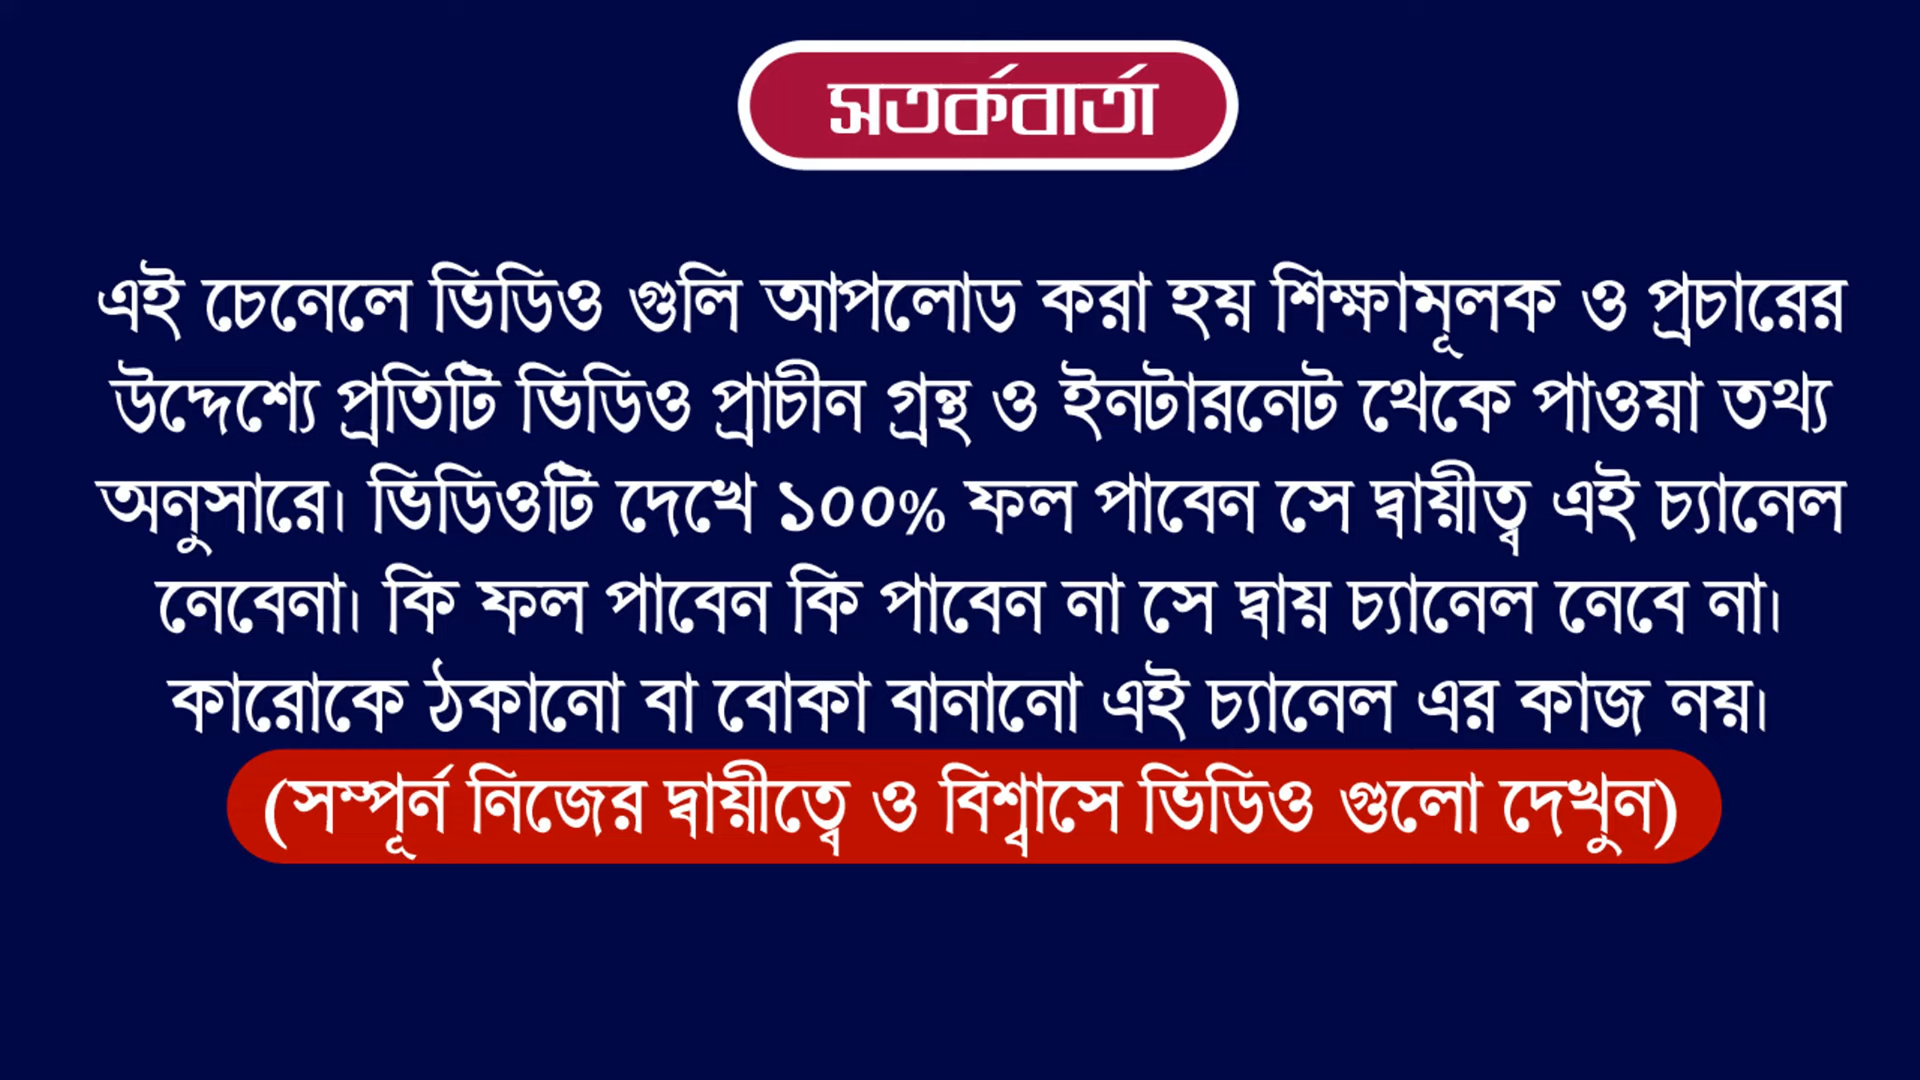 সতর্কবার্তা
এই চেনেলে ভিডিও গুলি আপলোড করা হয় শিক্ষামূলক ও প্রচারের
উদ্দেশ্যে প্রতিটি ভিডিও প্রাচীন গ্রন্থ ও ইনটারনেট থেকে পাওয়া তথ্য
অনুসারে। ভিডিওটি দেখে ১০০% ফল পাবেন সে দ্বায়ীত্ব এই চ্যানেল
নেবেনা। কি ফল পাবেন কি পাবেন না সে দ্বায় চ্যানেল নেবে না।
কারোকে ঠকানো বা বোকা বানানো এই চ্যানেল এর কাজ নয়।
(সম্পূর্ন নিজের দ্বায়ীত্বে ও বিশ্বাসে ভিডিও গুলো দেখুন)